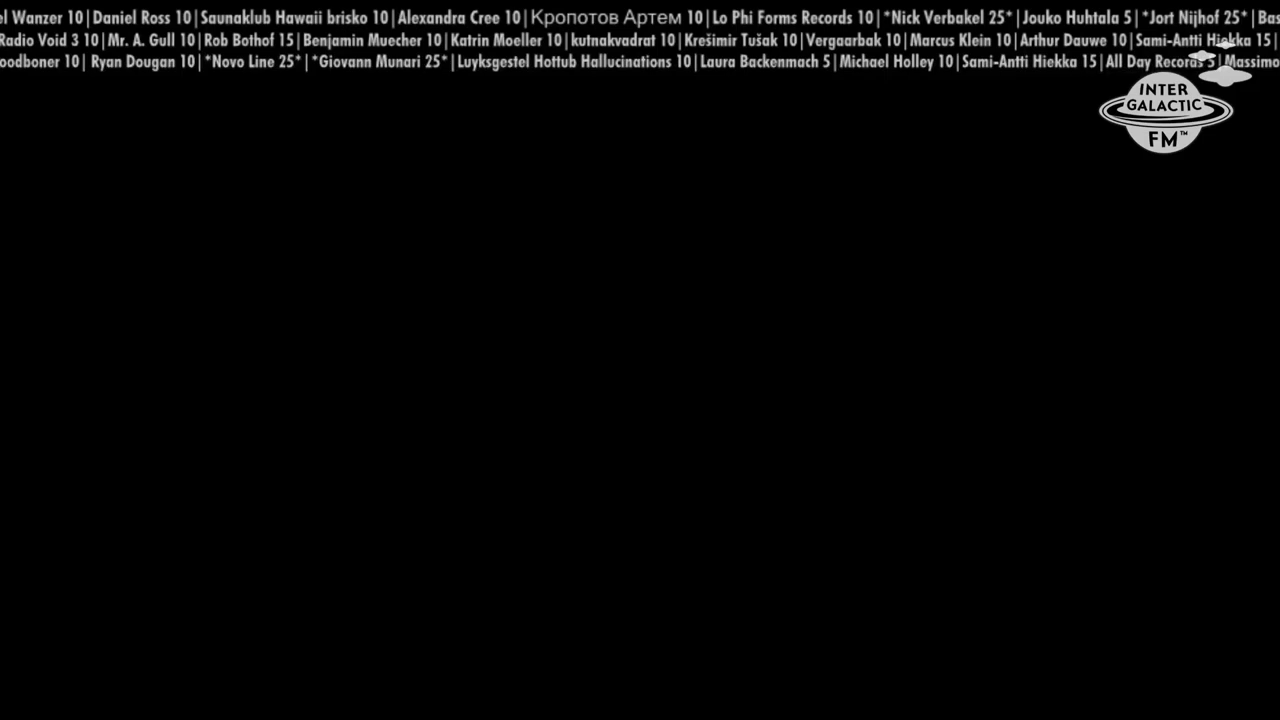 el Wanzer 10|Daniel Ross 10|Saunaklub Hawaii brisko 10|Alexandra Cree 10|Кропотов Артем 10|Lo Phi Forms Records 10|*Nick Verbakel 25*|Jouko Huhtala 5|*Jort Nijhof 25*|Bas
Radio Void 3 10|Mr. A. Gull 10|Rob Bothof 15|Benjamin Muecher 10|Katrin Moeller 10|kutnakvadrat 10|Krešimir Tušak 10|Vergaarbak 10|Marcus Klein 10|Arthur Dauwe 10|Sami-Antti Hiekka 15|
oodboner 10| Ryan Dougan 10|*Novo Line 25*|*Giovann Munari 25*|Luyksgestel Hottub Hallucinations 10|Laura Backenmach 5|Michael Holley 10|Sami-Antti Hiekka 15|All Day Records 5|Massimo
INTER
GALACTIC
FM™